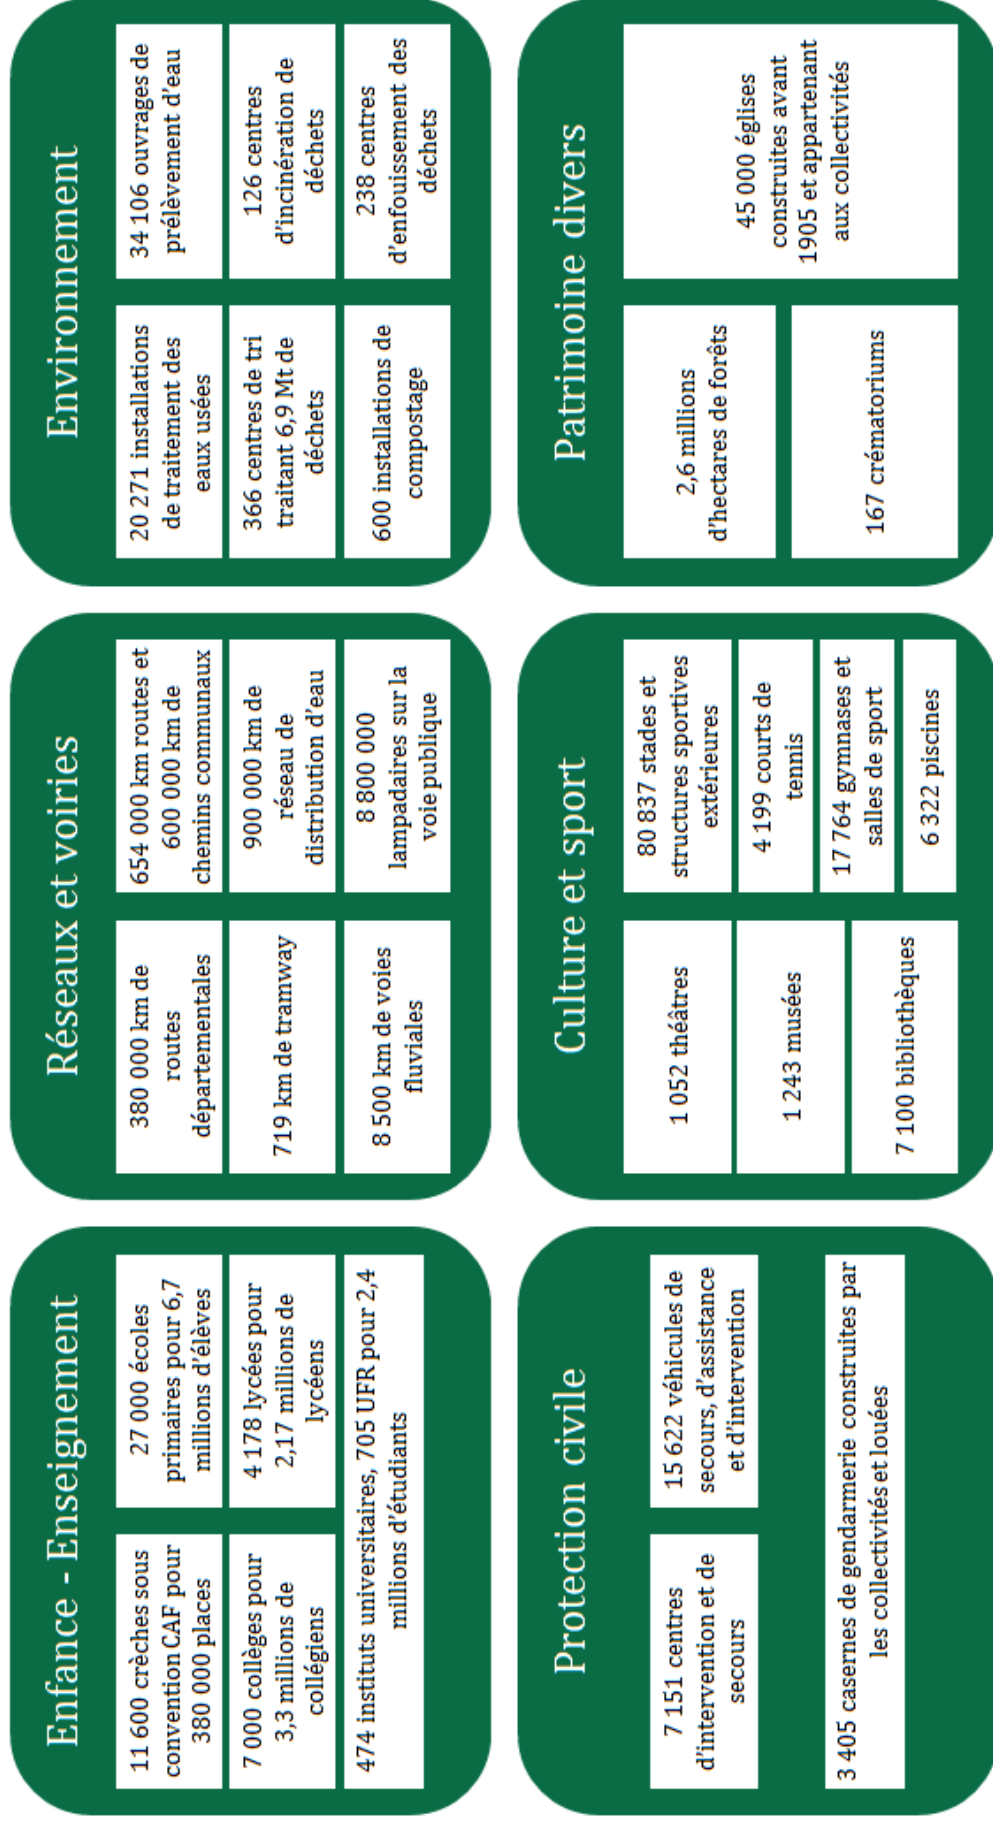 Enfance - Enseignement
11 600 crèches sous
convention CAF pour
380 000 places
27 000 écoles
primaires pour 6,7
millions d'élèves
7 000 collèges pour
3,3 millions de
collégiens
4 178 lycées pour
2,17 millions de
lycéens
474 instituts universitaires, 705 UFR pour 2,4
millions d'étudiants
Réseaux et voiries
380 000 km de
routes
départementales
654 000 km routes et
600 000 km de
chemins communaux
719 km de tramway
900 000 km de
réseau de
distribution d'eau
8 500 km de voies
fluviales
8 800 000
lampadaires sur la
voie publique
Environnement
20 271 installations
de traitement des
eaux usées
34 106 ouvrages de
prélèvement d'eau
366 centres de tri
traitant 6,9 Mt de
déchets
126 centres
d'incinération de
déchets
600 installations de
compostage
238 centres
d'enfouissement des
déchets
Protection civile
7 151 centres
d'intervention et de
secours
15 622 véhicules de
secours, d'assistance
et d'intervention
3 405 casernes de gendarmerie construites par
les collectivités et louées
Culture et sport
1 052 théâtres
1 243 musées
7 100 bibliothèques
80 837 stades et
structures sportives
extérieures
4 199 courts de
tennis
17 764 gymnases et
salles de sport
6 322 piscines
Patrimoine divers
2,6 millions
d'hectares de forêts
167 crématoriums
45 000 églises
construites avant
1905 et appartenant
aux collectivités